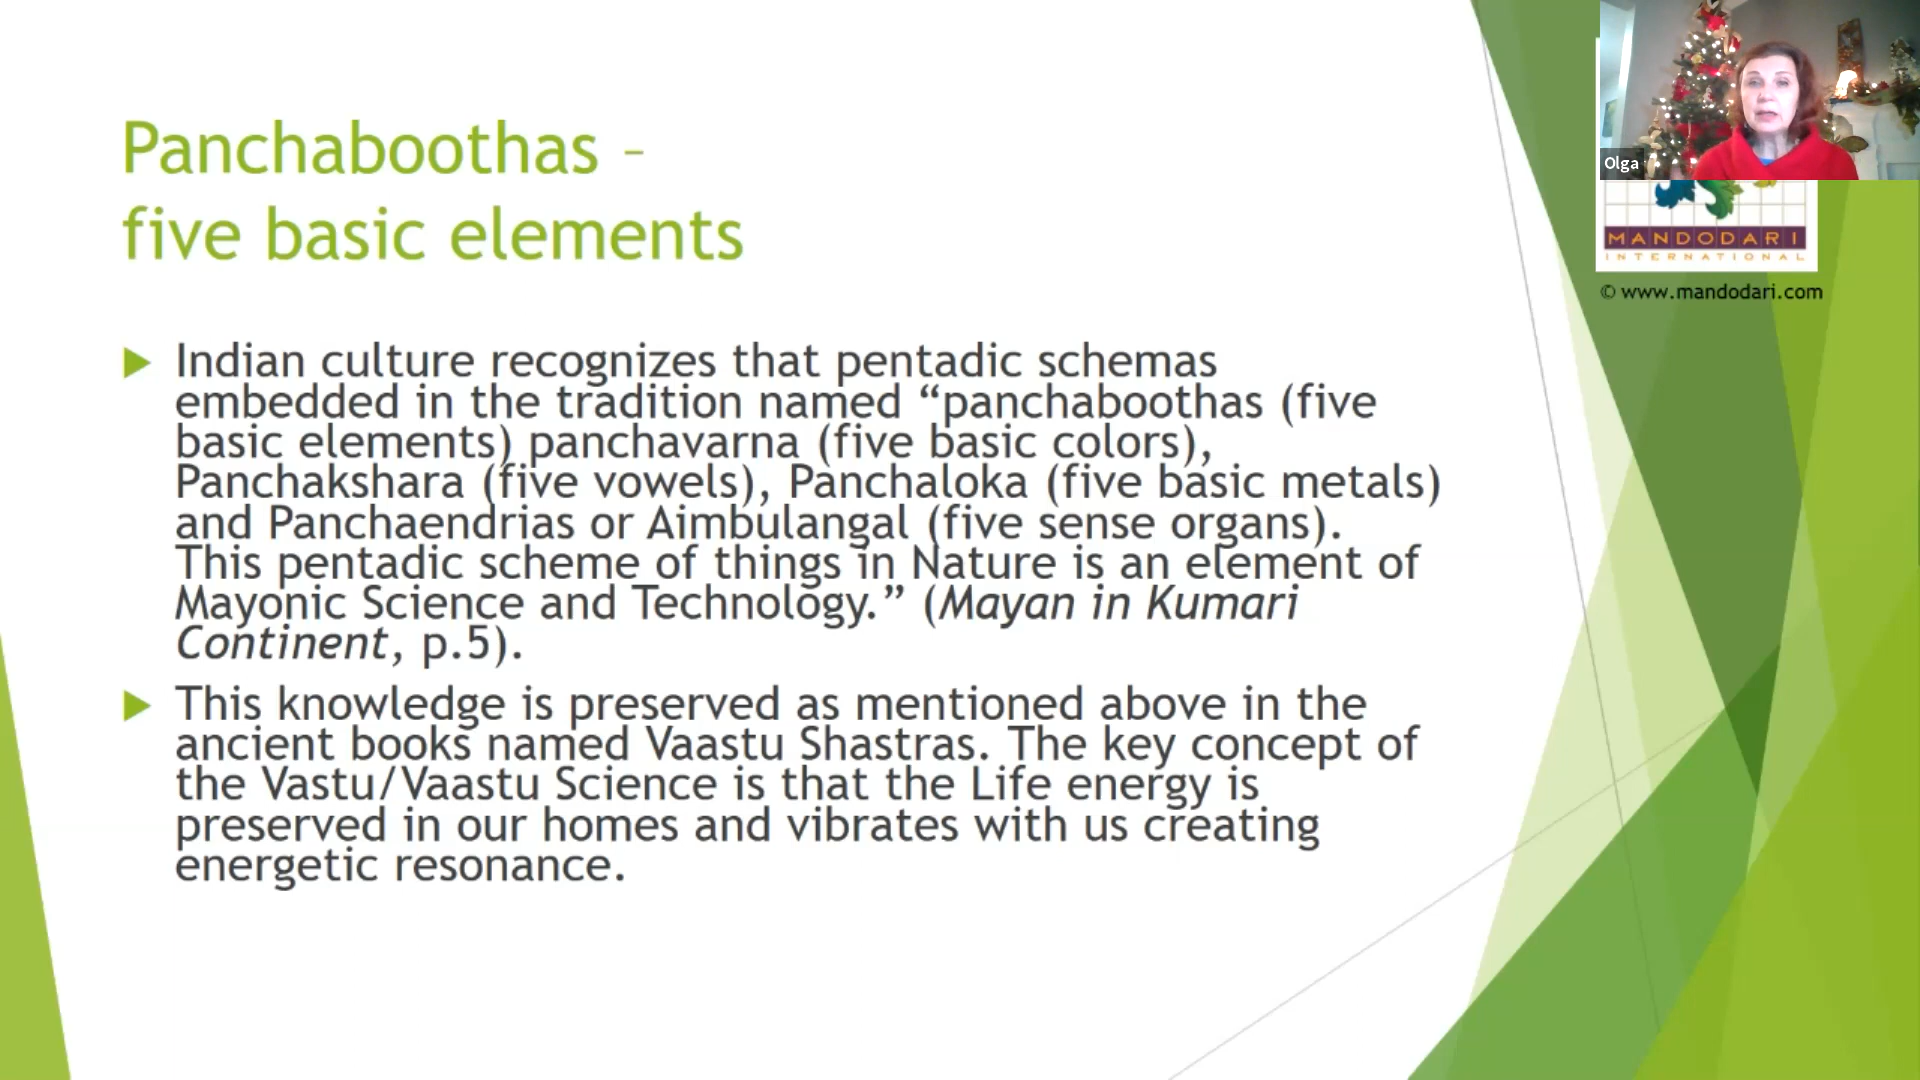 Panchaboothas –
five basic elements
Indian culture recognizes that pentadic schemas
embedded in the tradition named “panchaboothas (five
basic elements) panchavarna (five basic colors),
Panchakshara (five vowels), Panchaloka (five basic metals)
and Panchaendrias or Aimbulangal (five sense organs).
This pentadic scheme of things in Nature is an element of
Mayonic Science and Technology.” (Mayan in Kumari
Continent, p.5).
This knowledge is preserved as mentioned above in the
ancient books named Vaastu Shastras. The key concept of
the Vastu/Vaastu Science is that the Life energy is
preserved in our homes and vibrates with us creating
energetic resonance.
Olga
MANDODARI
INTERNATIONAL
© www.mandodari.com